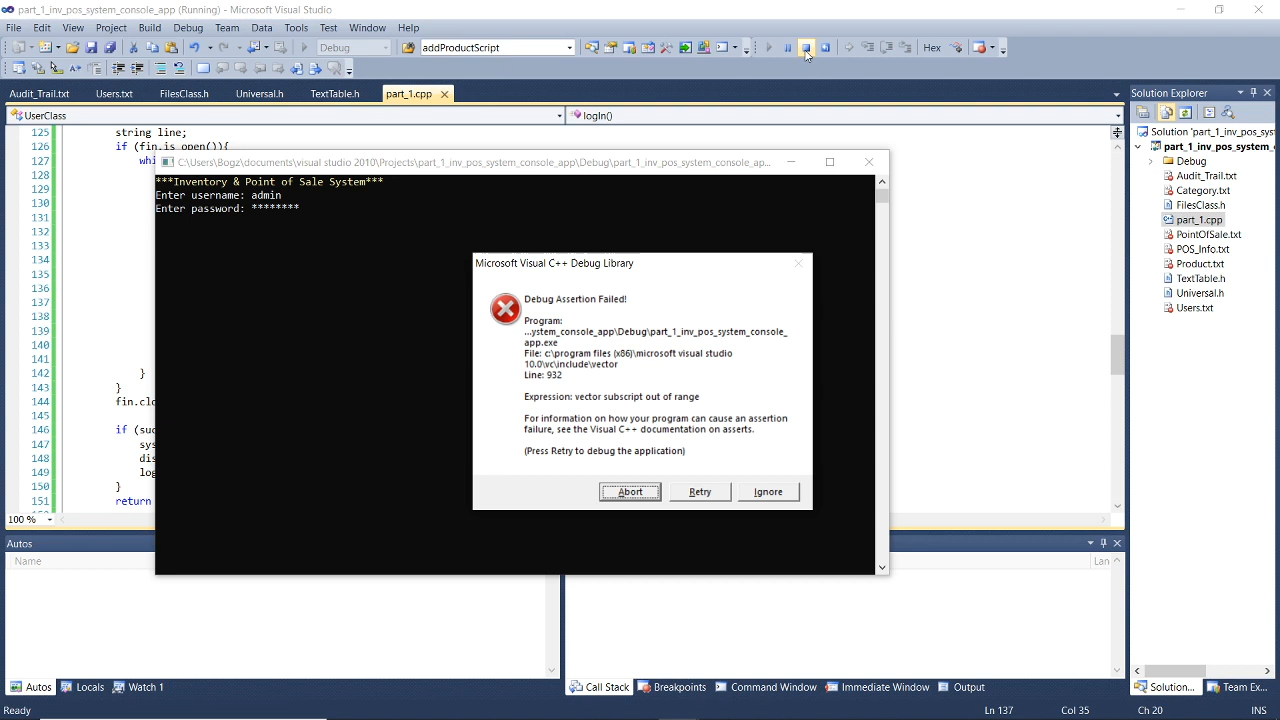 part_1_inv_pos_system_console_app (Running) - Microsoft Visual Studio
File Edit View Project Build Debug Team Data Tools Test Window Help
Debug addProductScript Hex
Audit_Trail.txt Users.txt FilesClass.h Universal.h TextTable.h part_1.cpp
UserClass logIn()
125 string line;
126 if (fin.is_open()){
127 whi
128
129
130
131
132
133
134
135
136
137
138
139
140
141
142 }
143 }
144 fin.clo
145
146 if (suc
147 sys
148 dis
149 log
150 }
151 return
100 %
C:\Users\Bogz\documents\visual studio 2010\Projects\part_1_inv_pos_system_console_app\Debug\part_1_inv_pos_system_console_ap...
***Inventory & Point of Sale System***
Enter username: admin
Enter password: ********
Microsoft Visual C++ Debug Library
Debug Assertion Failed!
Program:
...ystem_console_app\Debug\part_1_inv_pos_system_console_
app.exe
File: c:\program files (x86)\microsoft visual studio
10.0\vc\include\vector
Line: 932
Expression: vector subscript out of range
For information on how your program can cause an assertion
failure, see the Visual C++ documentation on asserts.
(Press Retry to debug the application)
Abort Retry Ignore
Solution Explorer
Solution 'part_1_inv_pos_sys
part_1_inv_pos_system_
Debug
Audit_Trail.txt
Category.txt
FilesClass.h
part_1.cpp
PointOfSale.txt
POS_Info.txt
Product.txt
TextTable.h
Universal.h
Users.txt
Autos
Name Lan
Autos Locals Watch 1 Call Stack Breakpoints Command Window Immediate Window Output Solution... Team Ex...
Ready Ln 137 Col 35 Ch 20 INS